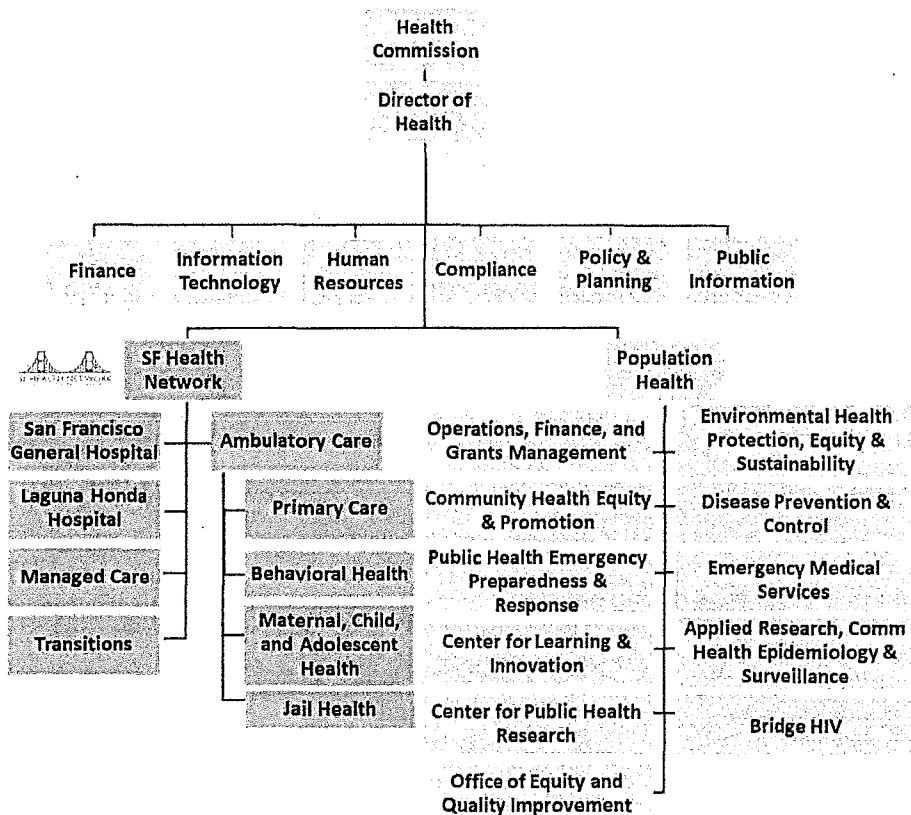 Health
Commission
Director of
Health
Finance
Information
Technology
Human
Resources
Compliance
Policy &
Planning
Public
Information
SF HEALTH NETWORK
SF Health
Network
Population
Health
San Francisco
General Hospital
Ambulatory Care
Laguna Honda
Hospital
Primary Care
Managed Care
Behavioral Health
Transitions
Maternal, Child,
and Adolescent
Health
Jail Health
Operations, Finance, and
Grants Management
Environmental Health
Protection, Equity &
Sustainability
Community Health Equity
& Promotion
Disease Prevention &
Control
Public Health Emergency
Preparedness &
Response
Emergency Medical
Services
Center for Learning &
Innovation
Applied Research, Comm
Health Epidemiology &
Surveillance
Center for Public Health
Research
Bridge HIV
Office of Equity and
Quality Improvement